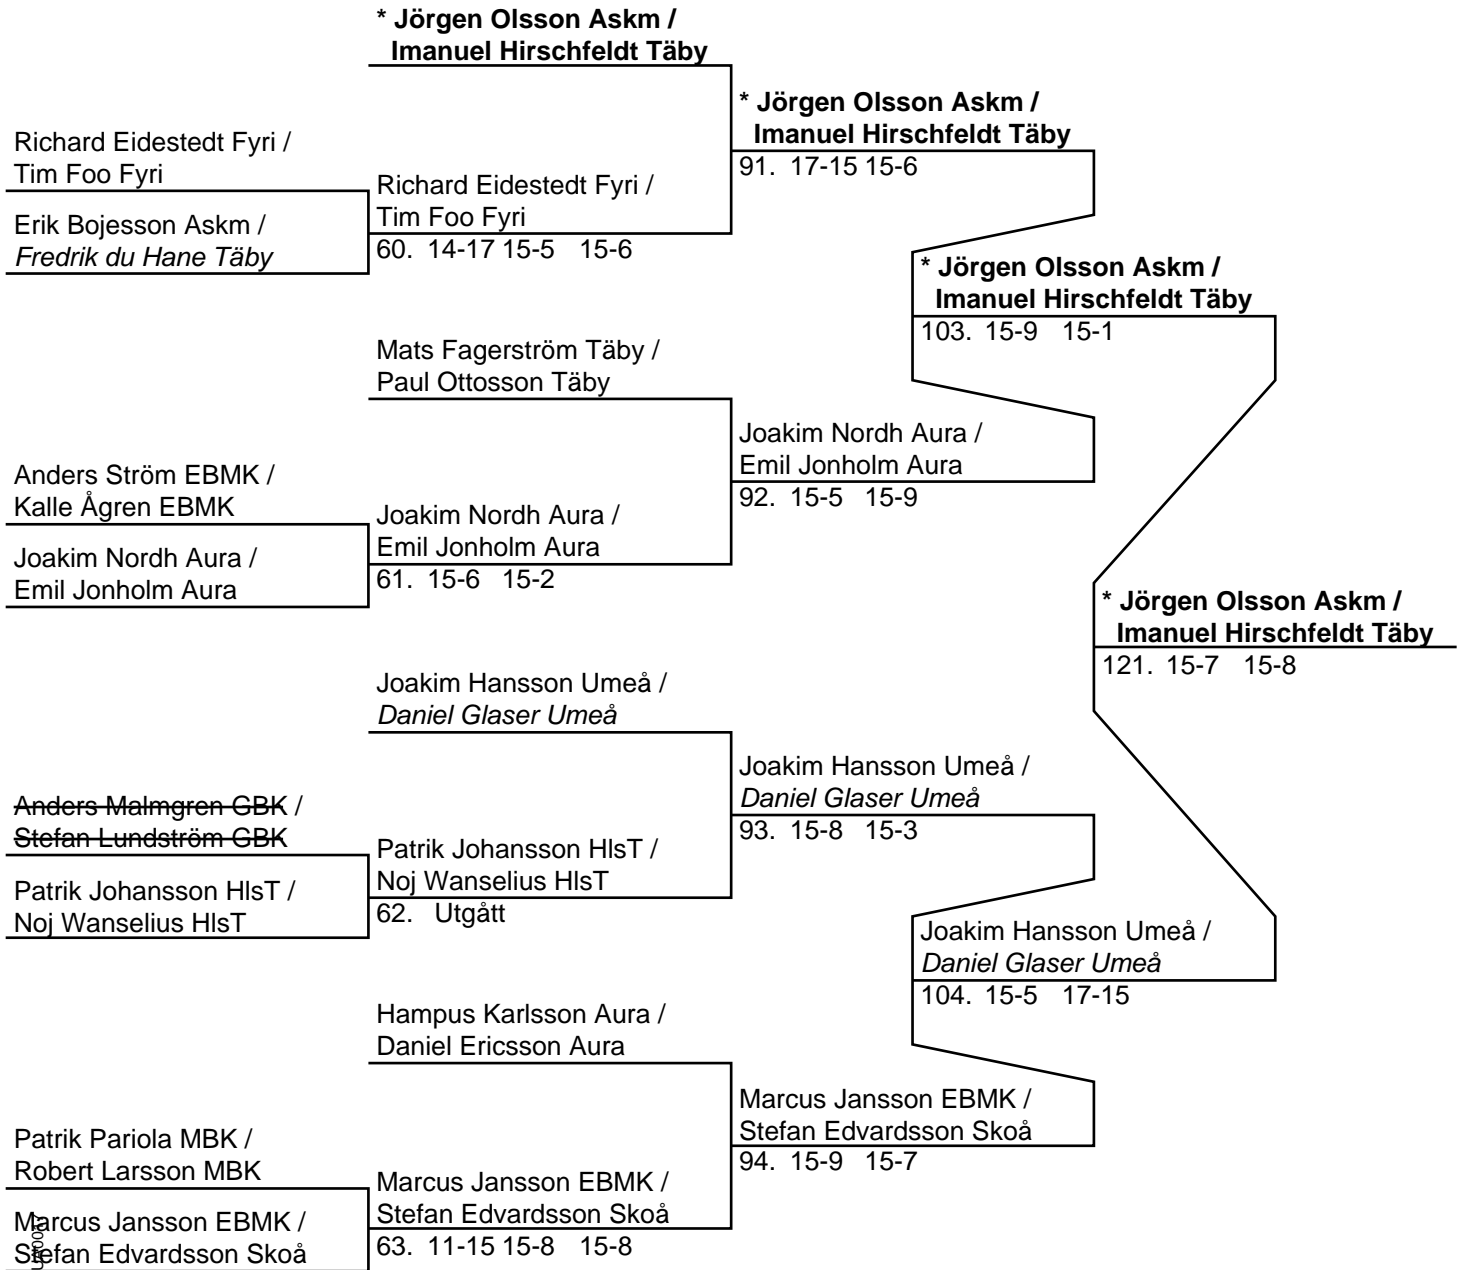 * Jörgen Olsson Askm /
Imanuel Hirschfeldt Täby
* Jörgen Olsson Askm /
Imanuel Hirschfeldt Täby
91. 17-15 15-6
Richard Eidestedt Fyri /
Tim Foo Fyri
Richard Eidestedt Fyri /
Tim Foo Fyri
60. 14-17 15-5 15-6
Erik Bojesson Askm /
Fredrik du Hane Täby
* Jörgen Olsson Askm /
Imanuel Hirschfeldt Täby
103. 15-9 15-1
Mats Fagerström Täby /
Paul Ottosson Täby
Joakim Nordh Aura /
Emil Jonholm Aura
92. 15-5 15-9
Anders Ström EBMK /
Kalle Ågren EBMK
Joakim Nordh Aura /
Emil Jonholm Aura
61. 15-6 15-2
Joakim Nordh Aura /
Emil Jonholm Aura
* Jörgen Olsson Askm /
Imanuel Hirschfeldt Täby
121. 15-7 15-8
Joakim Hansson Umeå /
Daniel Glaser Umeå
Joakim Hansson Umeå /
Daniel Glaser Umeå
93. 15-8 15-3
Anders Malmgren GBK /
Stefan Lundström GBK
Patrik Johansson HlsT /
Noj Wanselius HlsT
62. Utgått
Patrik Johansson HlsT /
Noj Wanselius HlsT
Joakim Hansson Umeå /
Daniel Glaser Umeå
104. 15-5 17-15
Hampus Karlsson Aura /
Daniel Ericsson Aura
Marcus Jansson EBMK /
Stefan Edvardsson Skoå
94. 15-9 15-7
Patrik Pariola MBK /
Robert Larsson MBK
Marcus Jansson EBMK /
Stefan Edvardsson Skoå
63. 11-15 15-8 15-8
Marcus Jansson EBMK /
Stefan Edvardsson Skoå